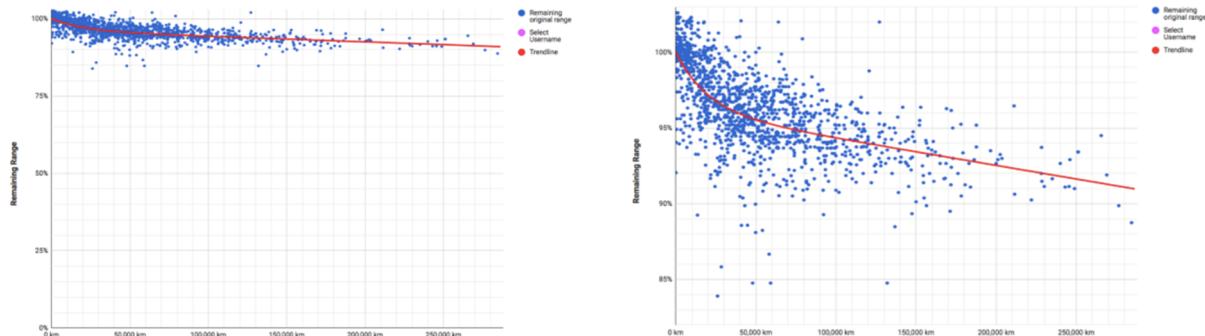 100%
75%
50%
25%
0%
Remaining Range
0 km
50,000 km
100,000 km
150,000 km
200,000 km
250,000 km
Remaining
original range
Select
Username
Trendline
100%
95%
90%
85%
Remaining Range
0 km
50,000 km
100,000 km
150,000 km
200,000 km
250,000 km
Remaining
original range
Select
Username
Trendline